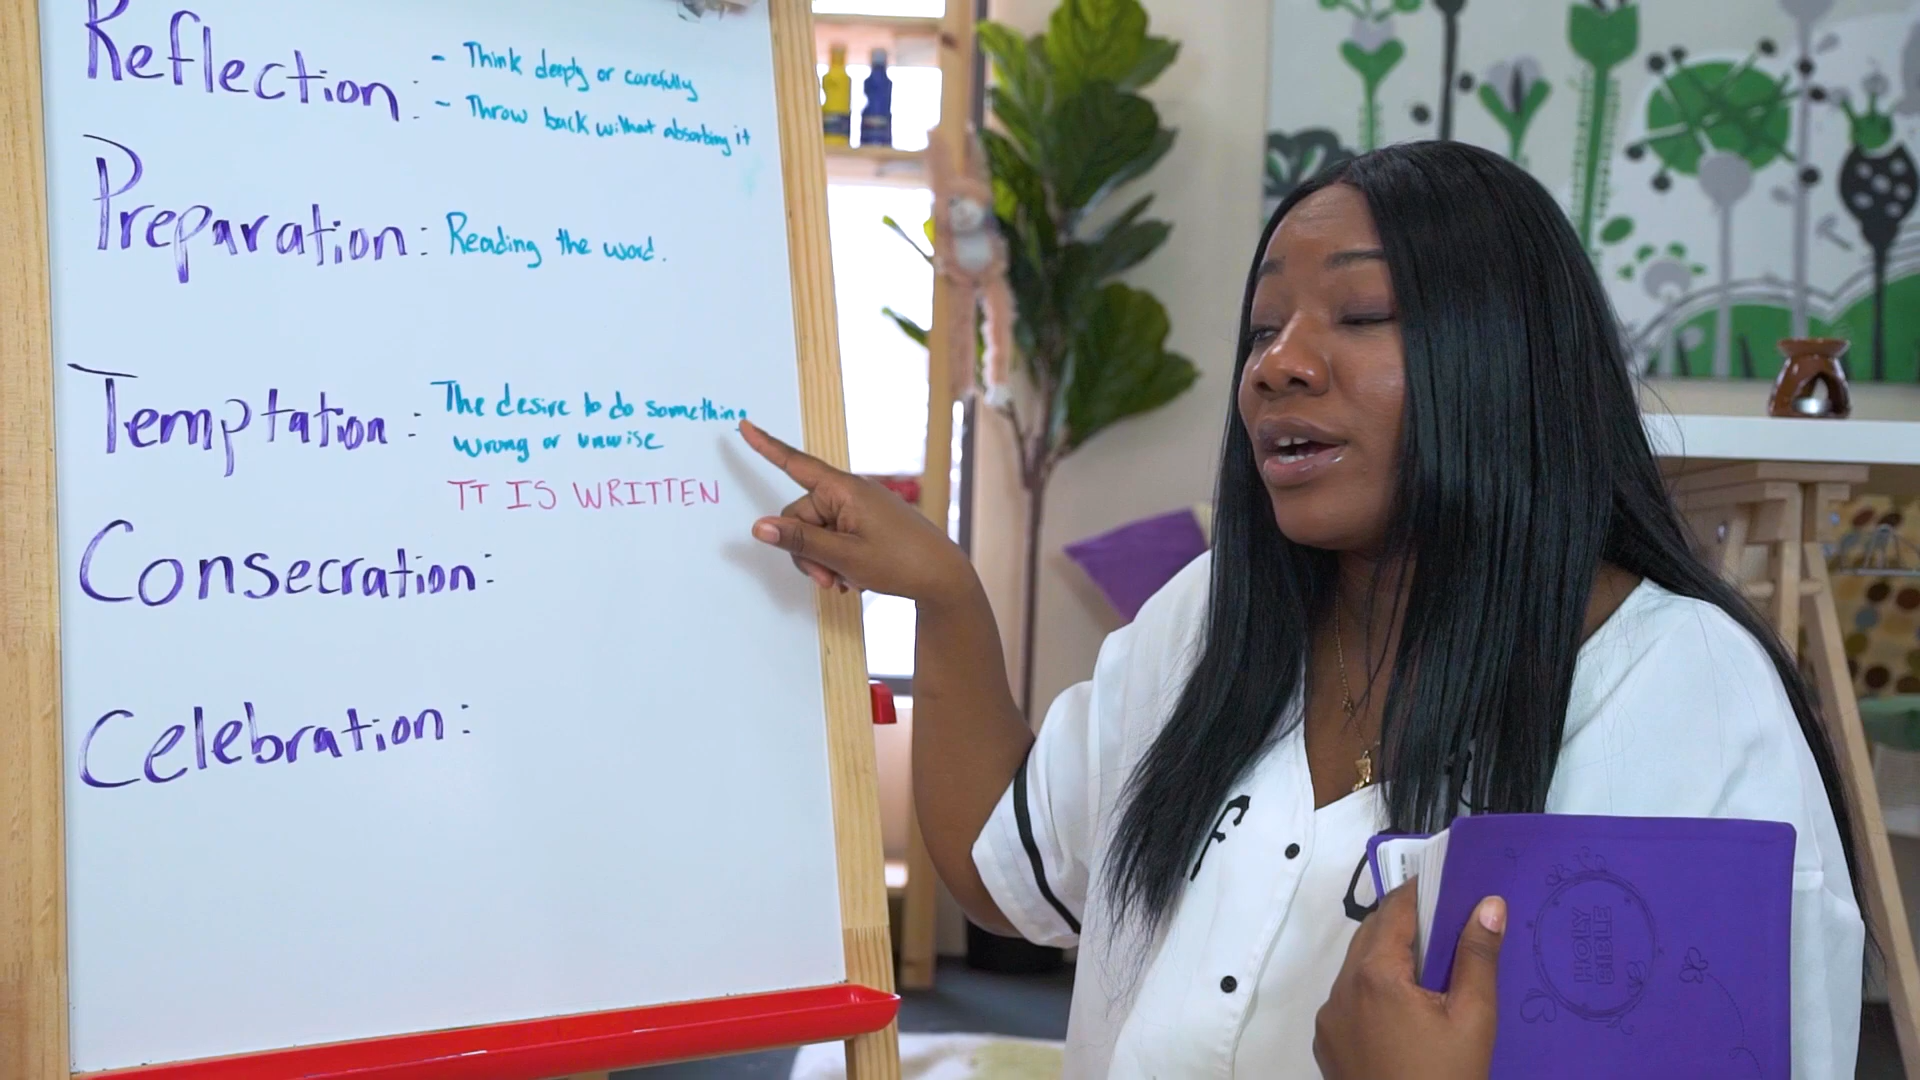 Reflection: - Think deeply or carefully
- Throw back without absorbing it
Preparation: Reading the word.
Temptation: The desire to do something
wrong or unwise
IT IS WRITTEN
Consecration:
Celebration:
HOLY
BIBLE